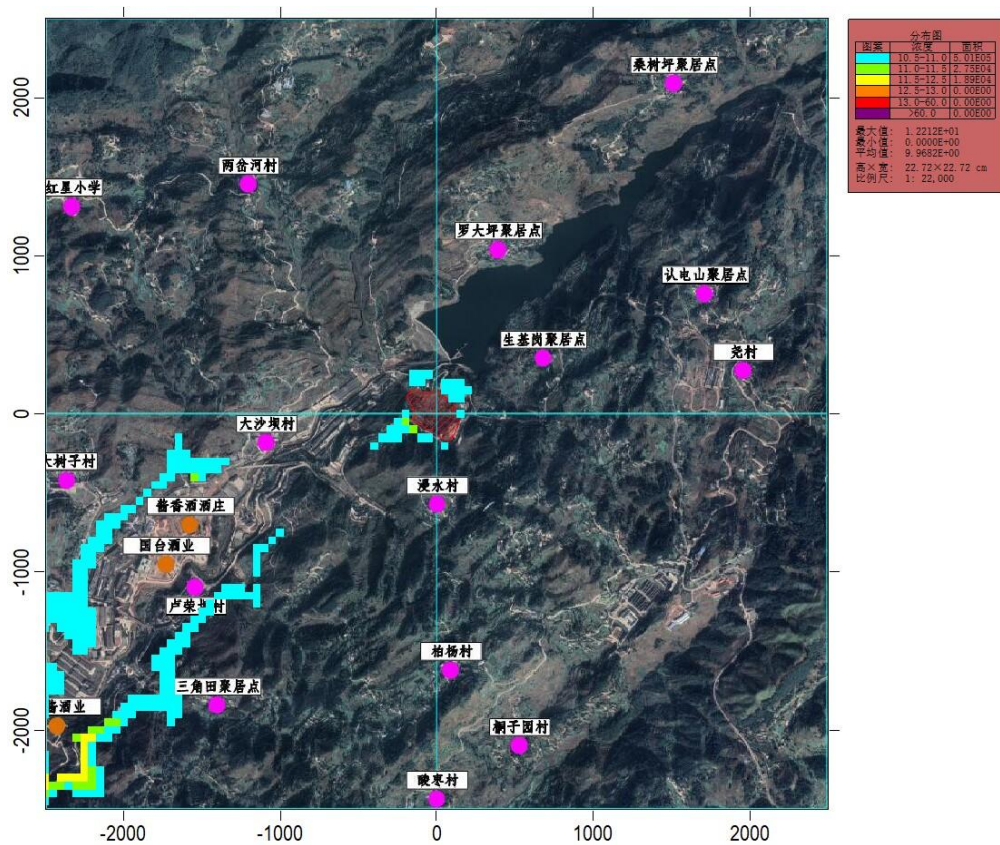 分布图
图案 浓度 面积
10.5-11.0 5.01E05
11.0-11.5 2.75E04
11.5-12.5 1.89E04
12.5-13.0 0.00E00
13.0-60.0 0.00E00
>60.0 0.00E00
最大值: 1.2212E+01
最小值: 0.0000E+00
平均值: 9.9682E+00
高×宽: 22.72×22.72 cm
比例尺: 1: 22,000
桑树坪聚居点
两岔河村
红星小学
罗大坪聚居点
认屯山聚居点
生基岗聚居点
尧村
大沙坝村
大树子村
浸水村
酱香酒酒庄
国台酒业
卢荣坝村
柏杨村
三角田聚居点
酱酒业
桐子园村
酸枣村
2000
1000
0
-1000
-2000
-2000 -1000 0 1000 2000